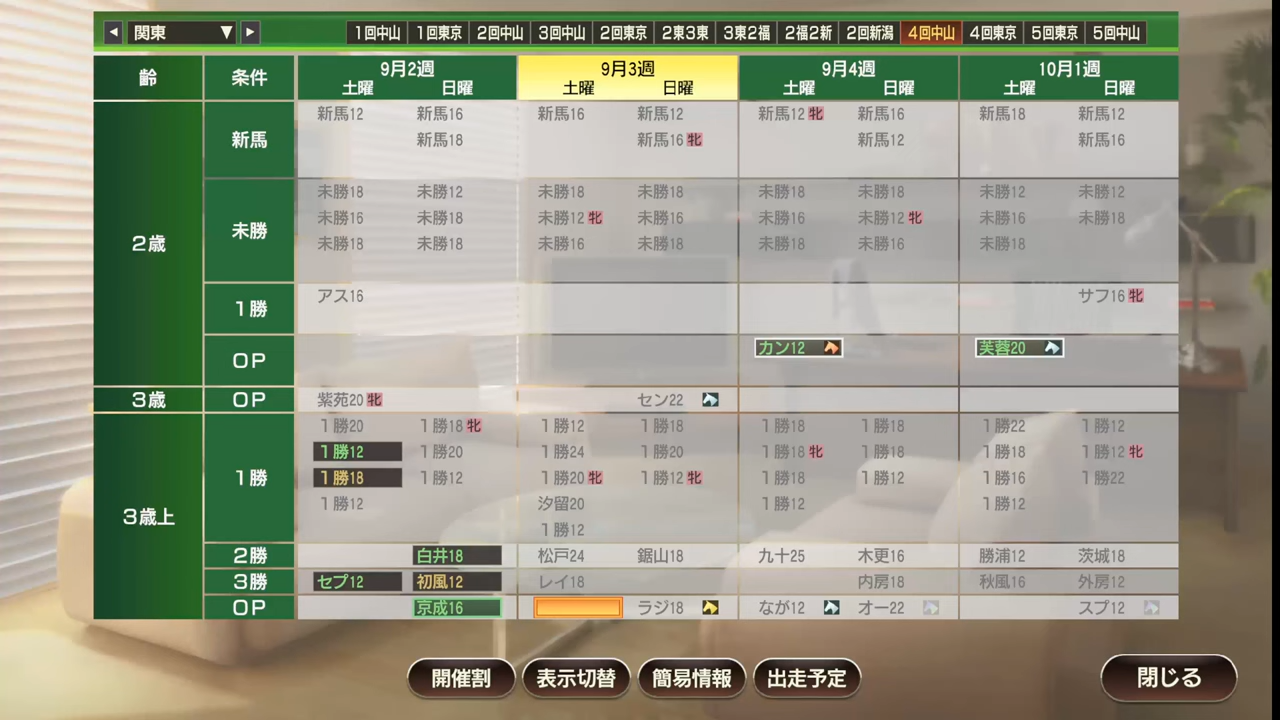 ◀ 関東 ▼ ▶ 1回中山 1回東京 2回中山 3回中山 2回東京 2東3東 3東2福 2福2新 2回新潟 4回中山 4回東京 5回東京 5回中山
齢 条件 9月2週 9月3週 9月4週 10月1週
土曜 日曜 土曜 日曜 土曜 日曜 土曜 日曜
2歳
新馬
新馬12 新馬16 新馬16 新馬12 新馬12牝 新馬16 新馬18 新馬12
新馬18 新馬16牝 新馬12 新馬16
未勝
未勝18 未勝12 未勝18 未勝18 未勝18 未勝18 未勝12 未勝12
未勝16 未勝18 未勝12牝 未勝16 未勝16 未勝12牝 未勝16 未勝18
未勝18 未勝18 未勝16 未勝18 未勝18 未勝16 未勝18
1勝
アス16 サフ16牝
OP
カン12 芙蓉20
3歳 OP 紫苑20牝 セン22
3歳上
1勝
1勝20 1勝18牝 1勝12 1勝18 1勝18 1勝18 1勝22 1勝12
1勝12 1勝20 1勝24 1勝20 1勝18牝 1勝18 1勝18 1勝12牝
1勝18 1勝12 1勝20牝 1勝12牝 1勝18 1勝12 1勝16 1勝22
1勝12 汐留20 1勝12 1勝12
1勝12
2勝 白井18 松戸24 鋸山18 九十25 木更16 勝浦12 茨城18
3勝 セプ12 初風12 レイ18 内房18 秋風16 外房12
OP 京成16 ラジ18 なが12 オー22 スプ12
開催割 表示切替 簡易情報 出走予定 閉じる